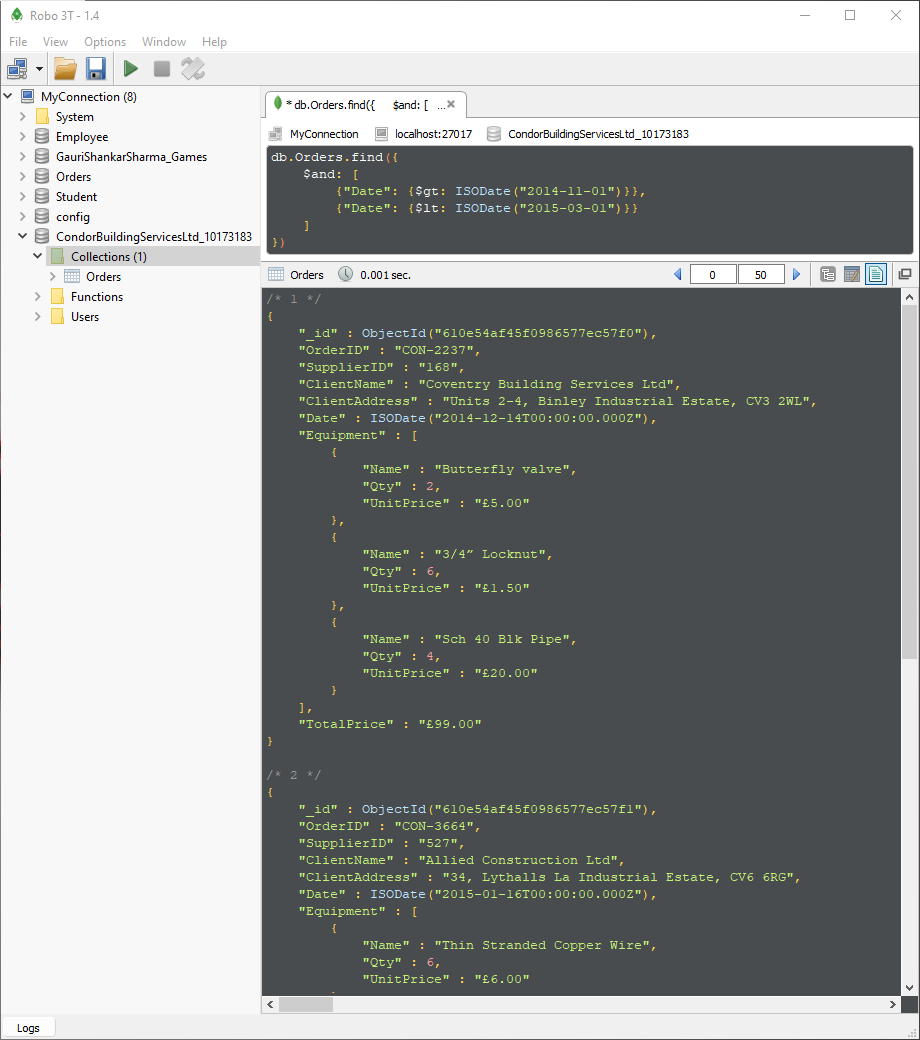 Robo 3T - 1.4
File View Options Window Help
MyConnection (8)
System
Employee
GauriShankarSharma_Games
Orders
Student
config
CondorBuildingServicesLtd_10173183
Collections (1)
Orders
Functions
Users
* db.Orders.find({ $and: [ ...
MyConnection localhost:27017 CondorBuildingServicesLtd_10173183
db.Orders.find({
    $and: [
        {"Date": {$gt: ISODate("2014-11-01")}},
        {"Date": {$lt: ISODate("2015-03-01")}}
    ]
})
Orders 0.001 sec. 0 50
/* 1 */
{
    "_id" : ObjectId("610e54af45f0986577ec57f0"),
    "OrderID" : "CON-2237",
    "SupplierID" : "168",
    "ClientName" : "Coventry Building Services Ltd",
    "ClientAddress" : "Units 2-4, Binley Industrial Estate, CV3 2WL",
    "Date" : ISODate("2014-12-14T00:00:00.000Z"),
    "Equipment" : [
        {
            "Name" : "Butterfly valve",
            "Qty" : 2,
            "UnitPrice" : "£5.00"
        },
        {
            "Name" : "3/4” Locknut",
            "Qty" : 6,
            "UnitPrice" : "£1.50"
        },
        {
            "Name" : "Sch 40 Blk Pipe",
            "Qty" : 4,
            "UnitPrice" : "£20.00"
        }
    ],
    "TotalPrice" : "£99.00"
}
/* 2 */
{
    "_id" : ObjectId("610e54af45f0986577ec57f1"),
    "OrderID" : "CON-3664",
    "SupplierID" : "527",
    "ClientName" : "Allied Construction Ltd",
    "ClientAddress" : "34, Lythalls La Industrial Estate, CV6 6RG",
    "Date" : ISODate("2015-01-16T00:00:00.000Z"),
    "Equipment" : [
        {
            "Name" : "Thin Stranded Copper Wire",
            "Qty" : 6,
            "UnitPrice" : "£6.00"
Logs